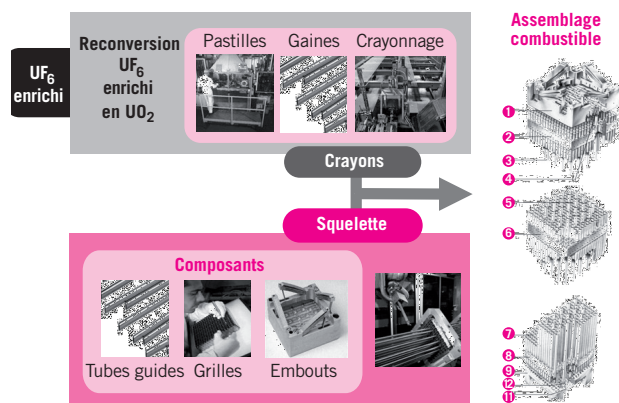 UF6
enrichi
Reconversion
UF6
enrichi
en UO2
Pastilles
Gaines
Crayonnage
Crayons
Squelette
Composants
Tubes guides
Grilles
Embouts
Assemblage
combustible
1
2
3
4
5
6
7
8
9
12
11